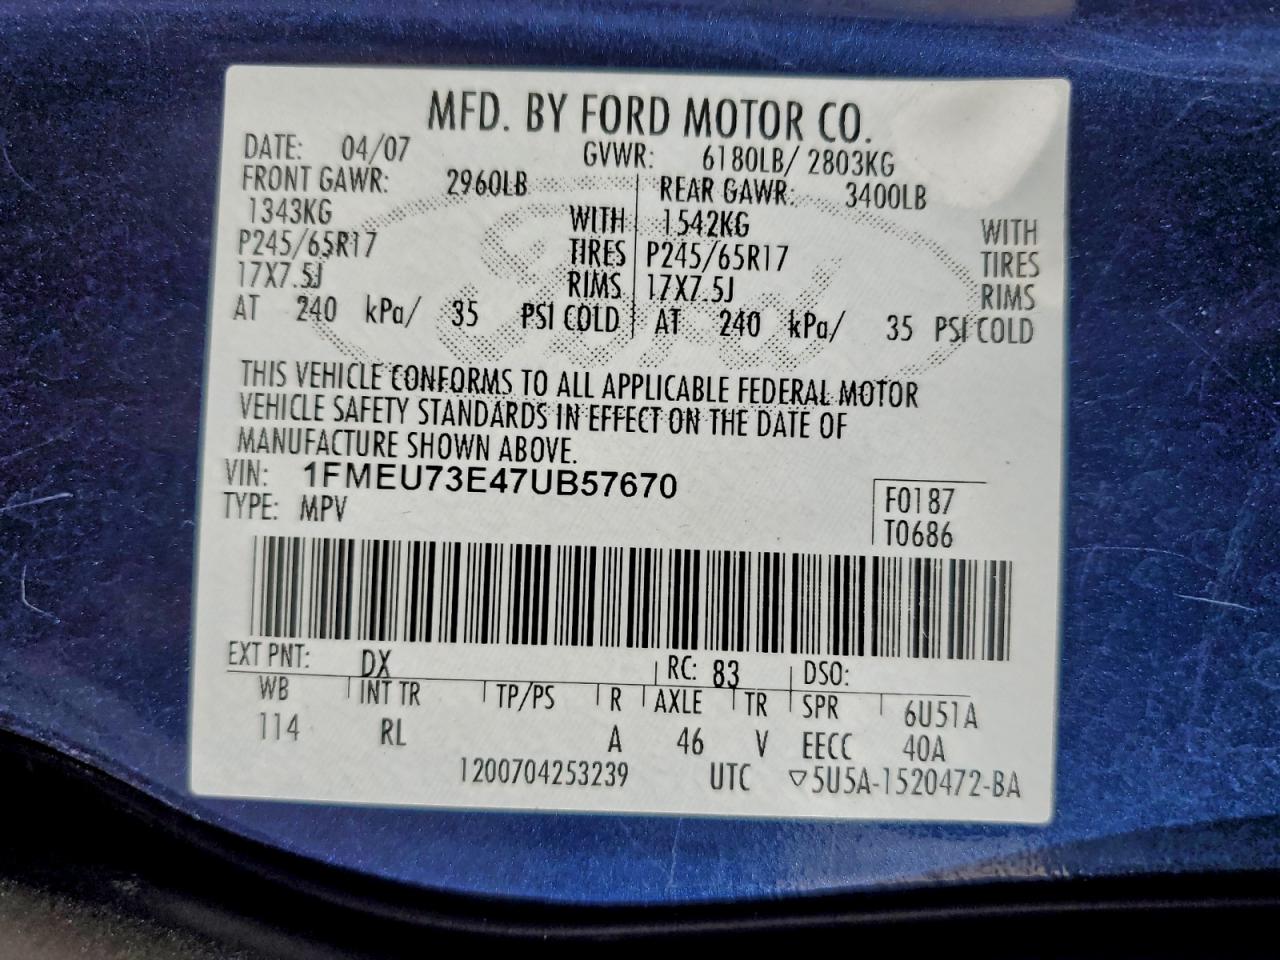 MFD. BY FORD MOTOR CO.
DATE: 04/07 GVWR: 6180LB/ 2803KG
FRONT GAWR: 2960LB REAR GAWR: 3400LB
1343KG WITH 1542KG WITH
P245/65R17 TIRES P245/65R17 TIRES
17X7.5J RIMS 17X7.5J RIMS
AT 240 kPa/ 35 PSI COLD AT 240 kPa/ 35 PSI COLD
THIS VEHICLE CONFORMS TO ALL APPLICABLE FEDERAL MOTOR
VEHICLE SAFETY STANDARDS IN EFFECT ON THE DATE OF
MANUFACTURE SHOWN ABOVE.
VIN: 1FMEU73E47UB57670
TYPE: MPV F0187
T0686
EXT PNT: DX RC: 83 DSO:
WB INT TR TP/PS R AXLE TR SPR 6U51A
114 RL A 46 V EECC 40A
1200704253239 UTC ▽5U5A-1520472-BA